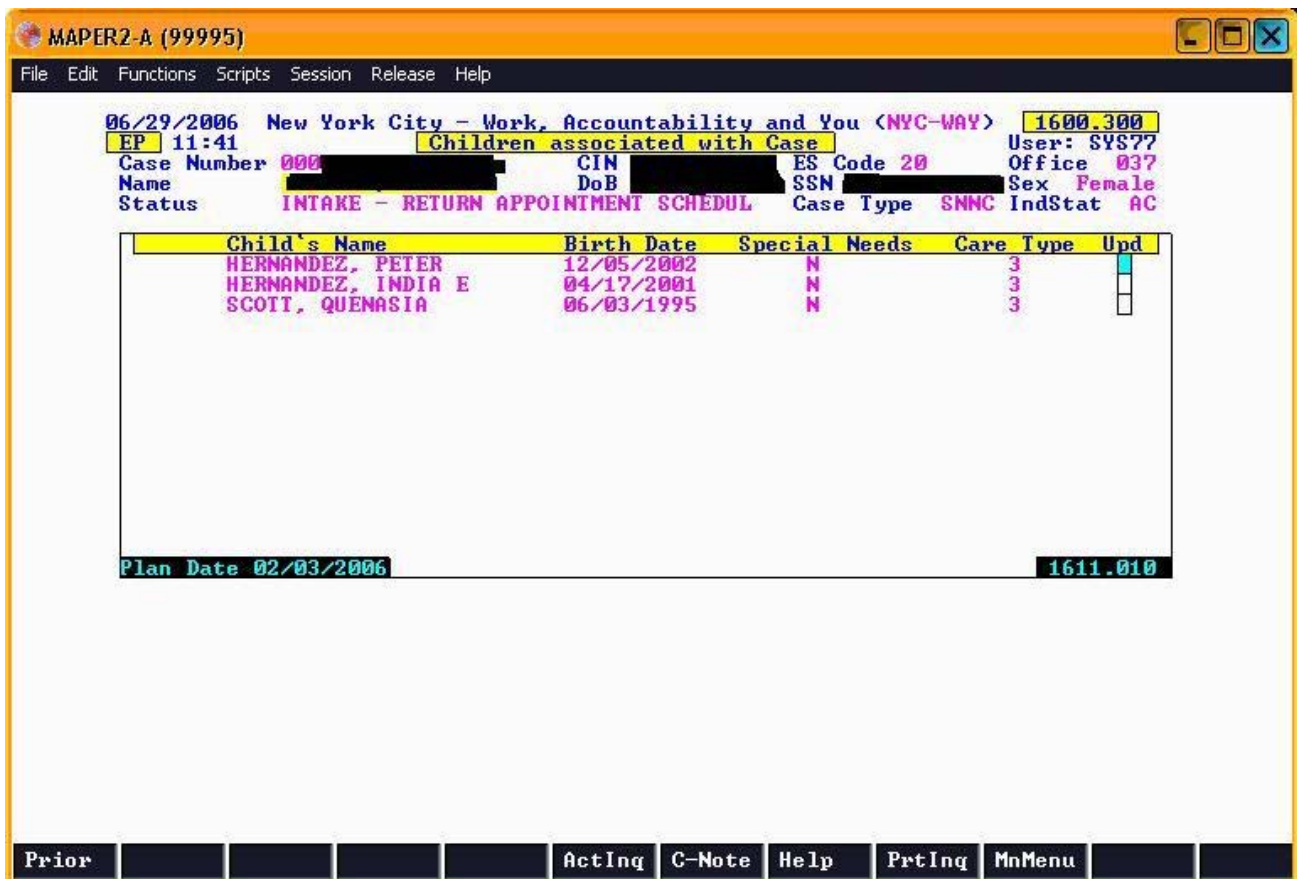 MAPER2-A (99995)
File Edit Functions Scripts Session Release Help
06/29/2006 New York City - Work, Accountability and You (NYC-WAY) 1600.300
EP 11:41 Children associated with Case User: SYS77
Case Number 000 CIN ES Code 20 Office 037
Name DoB SSN Sex Female
Status INTAKE - RETURN APPOINTMENT SCHEDUL Case Type SNNC IndStat AC
Child's Name Birth Date Special Needs Care Type Upd
HERNANDEZ, PETER 12/05/2002 N 3
HERNANDEZ, INDIA E 04/17/2001 N 3
SCOTT, QUENASIA 06/03/1995 N 3
Plan Date 02/03/2006 1611.010
Prior ActInq C-Note Help PrtInq MnMenu